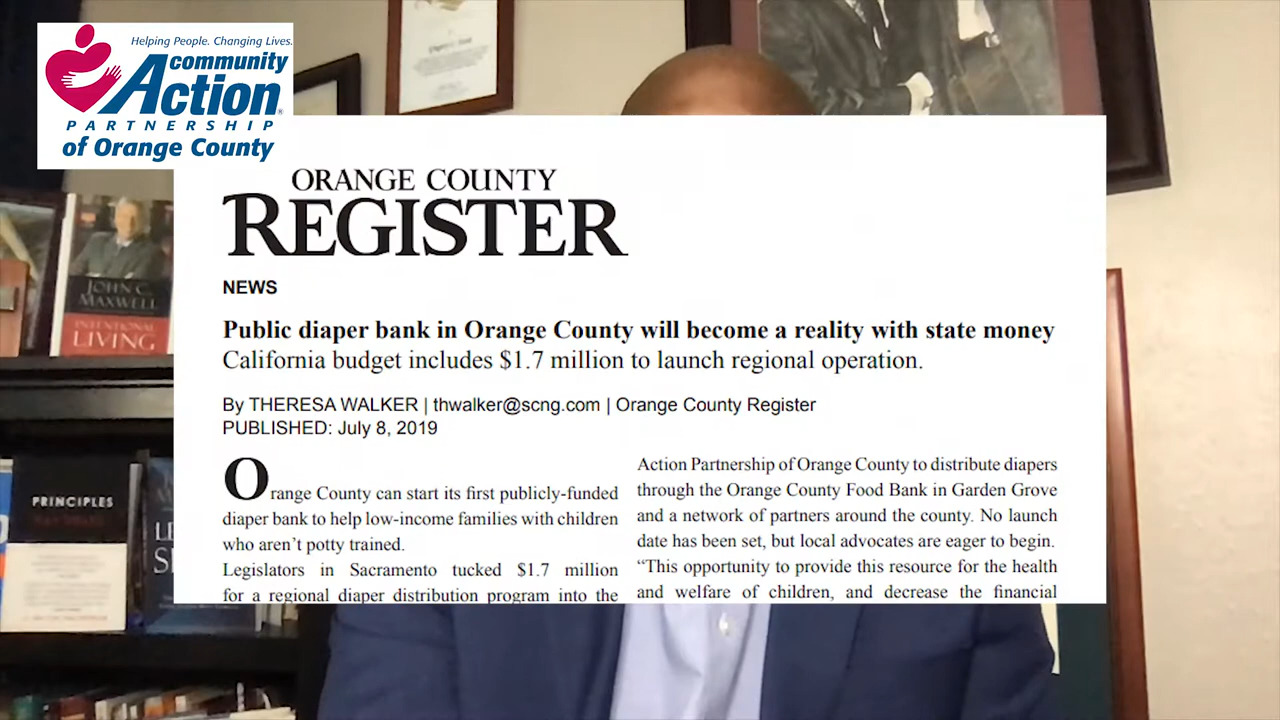 Helping People. Changing Lives.
community
Action
PARTNERSHIP
of Orange County
ORANGE COUNTY
REGISTER
NEWS
Public diaper bank in Orange County will become a reality with state money
California budget includes $1.7 million to launch regional operation.
By THERESA WALKER | thwalker@scng.com | Orange County Register
PUBLISHED: July 8, 2019
Orange County can start its first publicly-funded
diaper bank to help low-income families with children
who aren't potty trained.
Legislators in Sacramento tucked $1.7 million
for a regional diaper distribution program into the
Action Partnership of Orange County to distribute diapers
through the Orange County Food Bank in Garden Grove
and a network of partners around the county. No launch
date has been set, but local advocates are eager to begin.
“This opportunity to provide this resource for the health
and welfare of children, and decrease the financial
JOHN C.
MAXWELL
INTENTIONAL
LIVING
PRINCIPLES